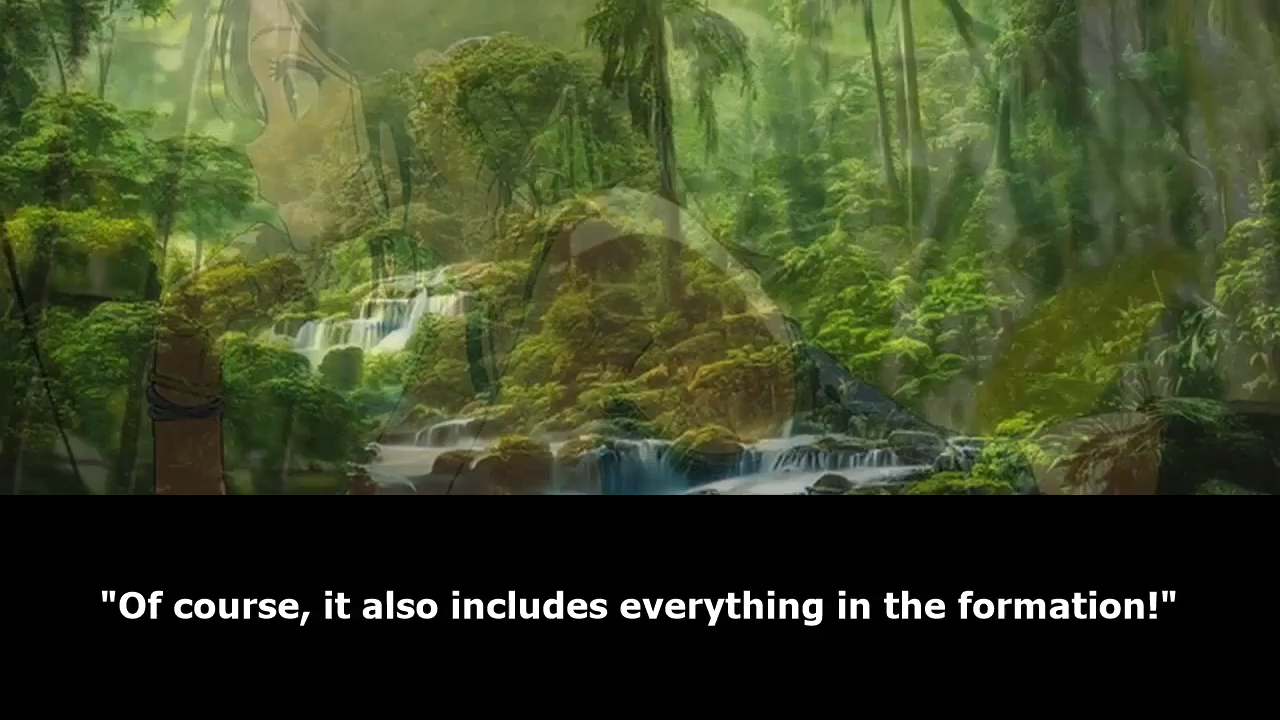 "Of course, it also includes everything in the formation!"